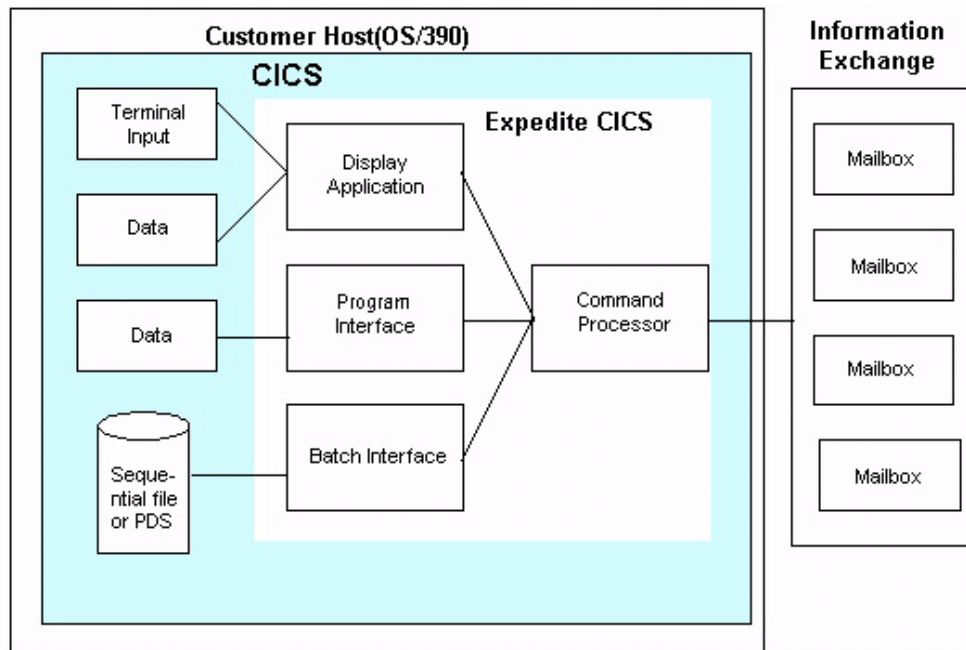 Customer Host(OS/390)
Information
Exchange
CICS
Terminal
Input
Expedite CICS
Display
Application
Mailbox
Data
Mailbox
Data
Program
Interface
Command
Processor
Mailbox
Seque-
ntial file
or PDS
Batch Interface
Mailbox